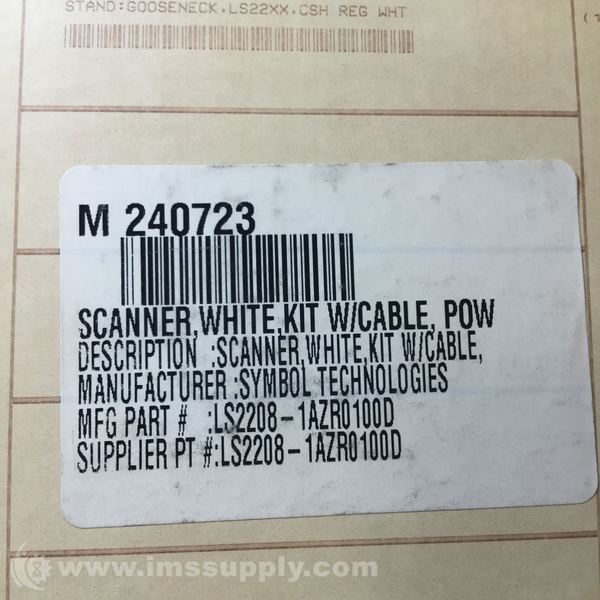 STAND:GOOSENECK,LS22XX,CSH REG WHT
M 240723
SCANNER,WHITE,KIT W/CABLE, POW
DESCRIPTION :SCANNER,WHITE,KIT W/CABLE,
MANUFACTURER :SYMBOL TECHNOLOGIES
MFG PART # :LS2208-1AZR0100D
SUPPLIER PT #:LS2208-1AZR0100D
www.imssupply.com